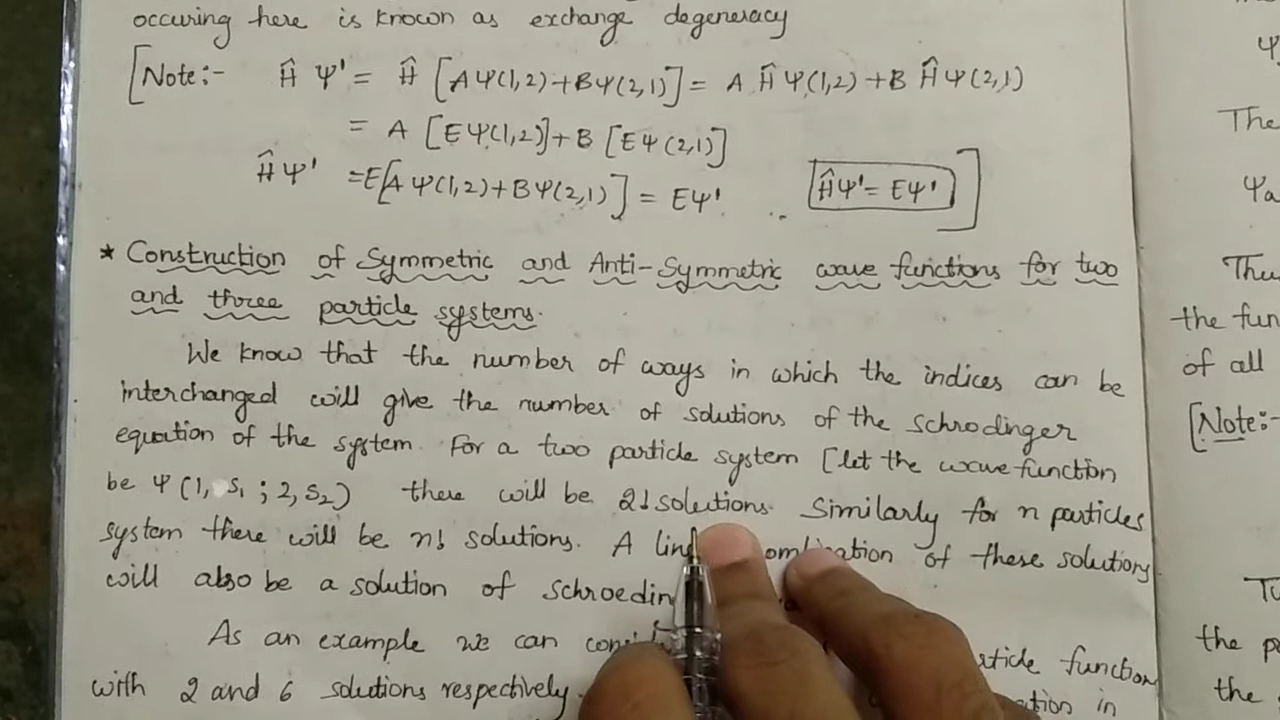 occuring here is known as exchange degeneracy
[Note:- Ĥ Ψ' = Ĥ [AΨ(1,2)+BΨ(2,1)] = A Ĥ Ψ(1,2) + B Ĥ Ψ(2,1)
= A [EΨ(1,2)] + B [EΨ(2,1)]
Ĥ Ψ' = E[AΨ(1,2)+BΨ(2,1)] = EΨ' .. ĤΨ' = EΨ' ]
* Construction of Symmetric and Anti-Symmetric wave functions for two
and three particle systems.
We know that the number of ways in which the indices can be
interchanged will give the number of solutions of the schrodinger
equation of the system. For a two particle system [let the wave function
be Ψ(1, S1 ; 2, S2) there will be 2! solutions. Similarly for n particles
system there will be n! solutions. A of these solutions
will also be a solution of
As an example we can function
with 2 and 6 solutions respectively. in
Ψ
The
Ψa
Thu
the fun
of all
[Note:-
To
the p
the